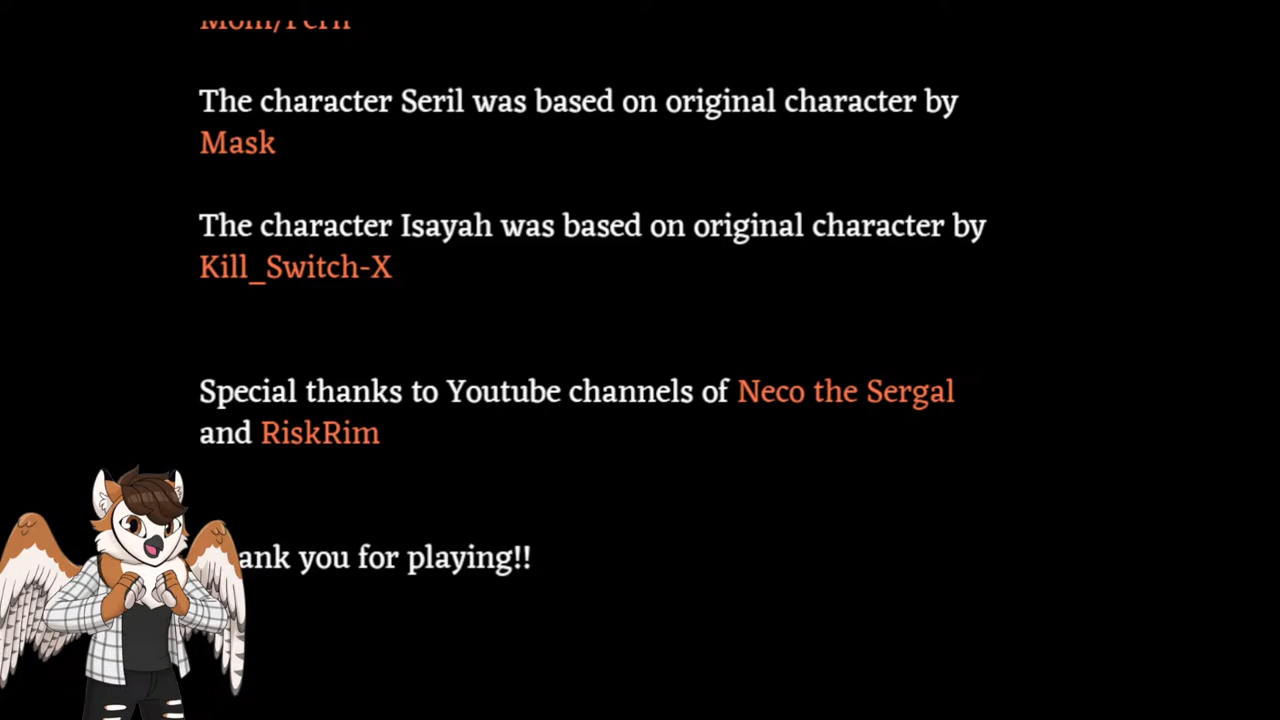 The character Seril was based on original character by
Mask
The character Isayah was based on original character by
Kill_Switch-X
Special thanks to Youtube channels of Neco the Sergal
and RiskRim
ank you for playing!!